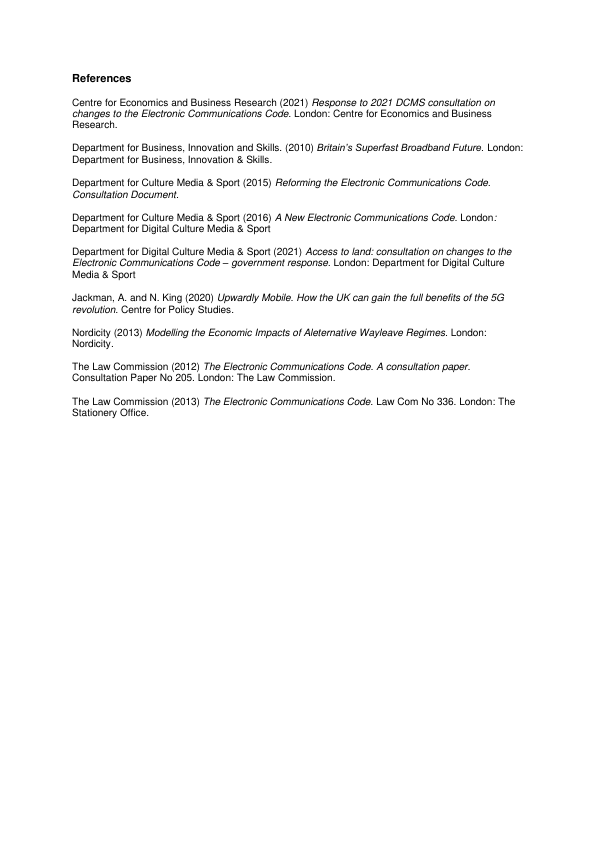 References
Centre for Economics and Business Research (2021) Response to 2021 DCMS consultation on
changes to the Electronic Communications Code. London: Centre for Economics and Business
Research.
Department for Business, Innovation and Skills. (2010) Britain's Superfast Broadband Future. London:
Department for Business, Innovation & Skills.
Department for Culture Media & Sport (2015) Reforming the Electronic Communications Code.
Consultation Document.
Department for Culture Media & Sport (2016) A New Electronic Communications Code. London:
Department for Digital Culture Media & Sport
Department for Digital Culture Media & Sport (2021) Access to land: consultation on changes to the
Electronic Communications Code – government response. London: Department for Digital Culture
Media & Sport
Jackman, A. and N. King (2020) Upwardly Mobile. How the UK can gain the full benefits of the 5G
revolution. Centre for Policy Studies.
Nordicity (2013) Modelling the Economic Impacts of Aleternative Wayleave Regimes. London:
Nordicity.
The Law Commission (2012) The Electronic Communications Code. A consultation paper.
Consultation Paper No 205. London: The Law Commission.
The Law Commission (2013) The Electronic Communications Code. Law Com No 336. London: The
Stationery Office.